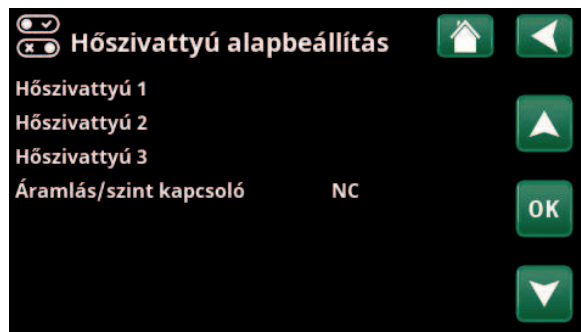 Hőszivattyú alapbeállítás
Hőszivattyú 1
Hőszivattyú 2
Hőszivattyú 3
Áramlás/szint kapcsoló NC
OK